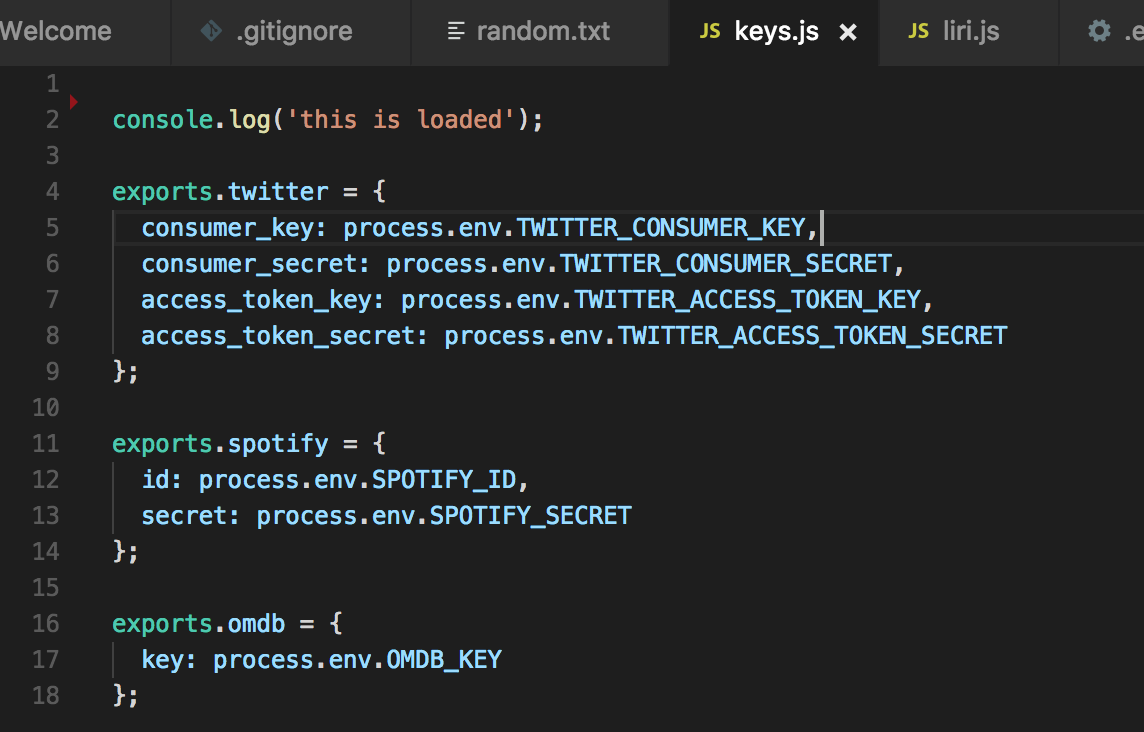 Welcome .gitignore random.txt JS keys.js JS liri.js .e
1
2 console.log('this is loaded');
3
4 exports.twitter = {
5 consumer_key: process.env.TWITTER_CONSUMER_KEY,
6 consumer_secret: process.env.TWITTER_CONSUMER_SECRET,
7 access_token_key: process.env.TWITTER_ACCESS_TOKEN_KEY,
8 access_token_secret: process.env.TWITTER_ACCESS_TOKEN_SECRET
9 };
10
11 exports.spotify = {
12 id: process.env.SPOTIFY_ID,
13 secret: process.env.SPOTIFY_SECRET
14 };
15
16 exports.omdb = {
17 key: process.env.OMDB_KEY
18 };